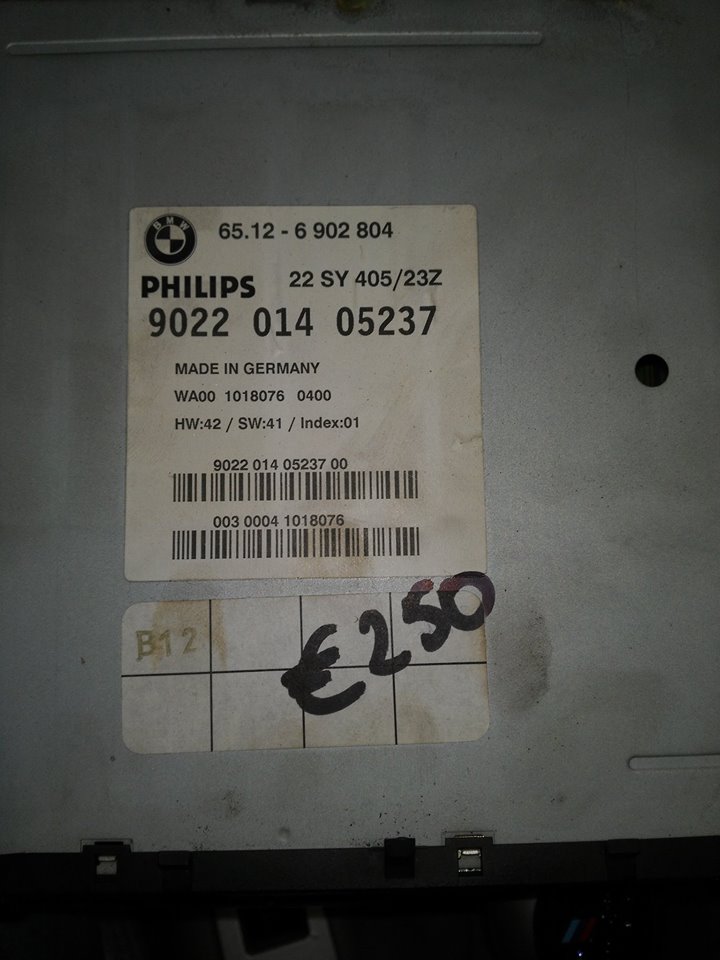 BMW
65.12 - 6 902 804
PHILIPS 22 SY 405/23Z
9022 014 05237
MADE IN GERMANY
WA00 1018076 0400
HW:42 / SW:41 / Index:01
9022 014 05237 00
003 0004 1018076
B12
€250